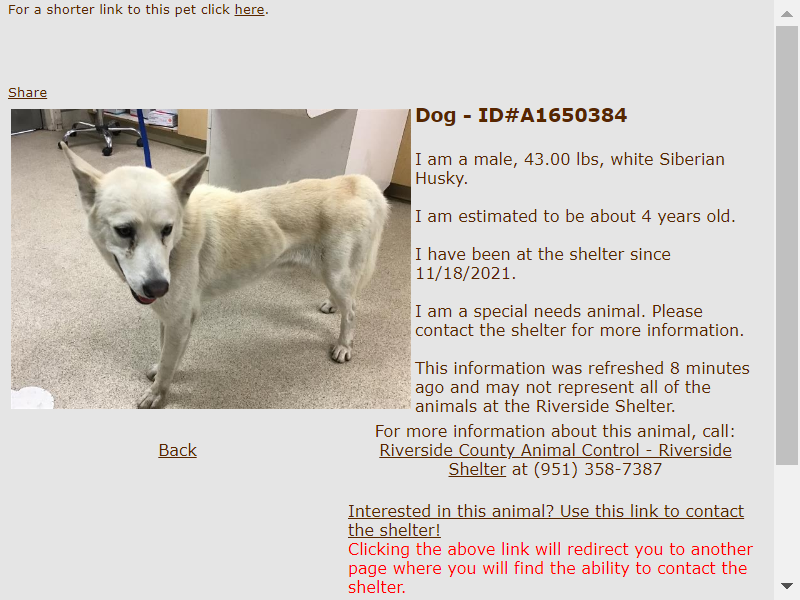 For a shorter link to this pet click here.
Share
Dog - ID#A1650384
I am a male, 43.00 lbs, white Siberian
Husky.
I am estimated to be about 4 years old.
I have been at the shelter since
11/18/2021.
I am a special needs animal. Please
contact the shelter for more information.
This information was refreshed 8 minutes
ago and may not represent all of the
animals at the Riverside Shelter.
For more information about this animal, call:
Riverside County Animal Control - Riverside
Shelter at (951) 358-7387
Back
Interested in this animal? Use this link to contact
the shelter!
Clicking the above link will redirect you to another
page where you will find the ability to contact the
shelter.